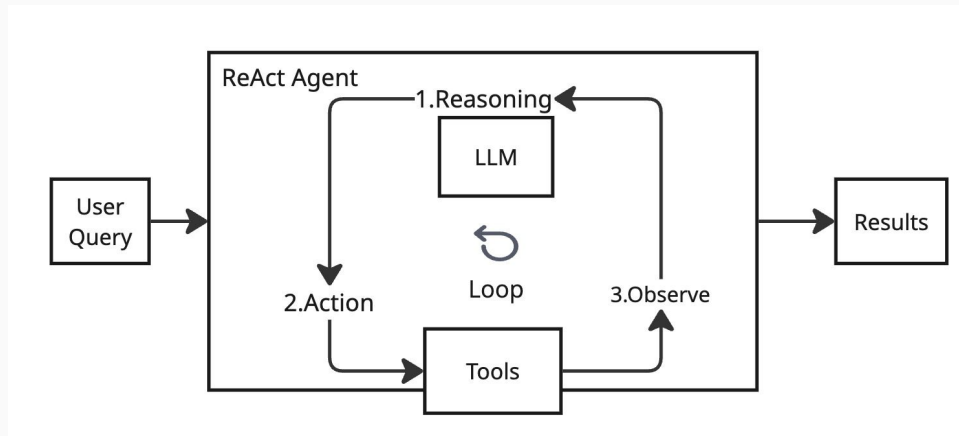 ReAct Agent
1.Reasoning
LLM
User
Query
Results
Loop
2.Action
3.Observe
Tools